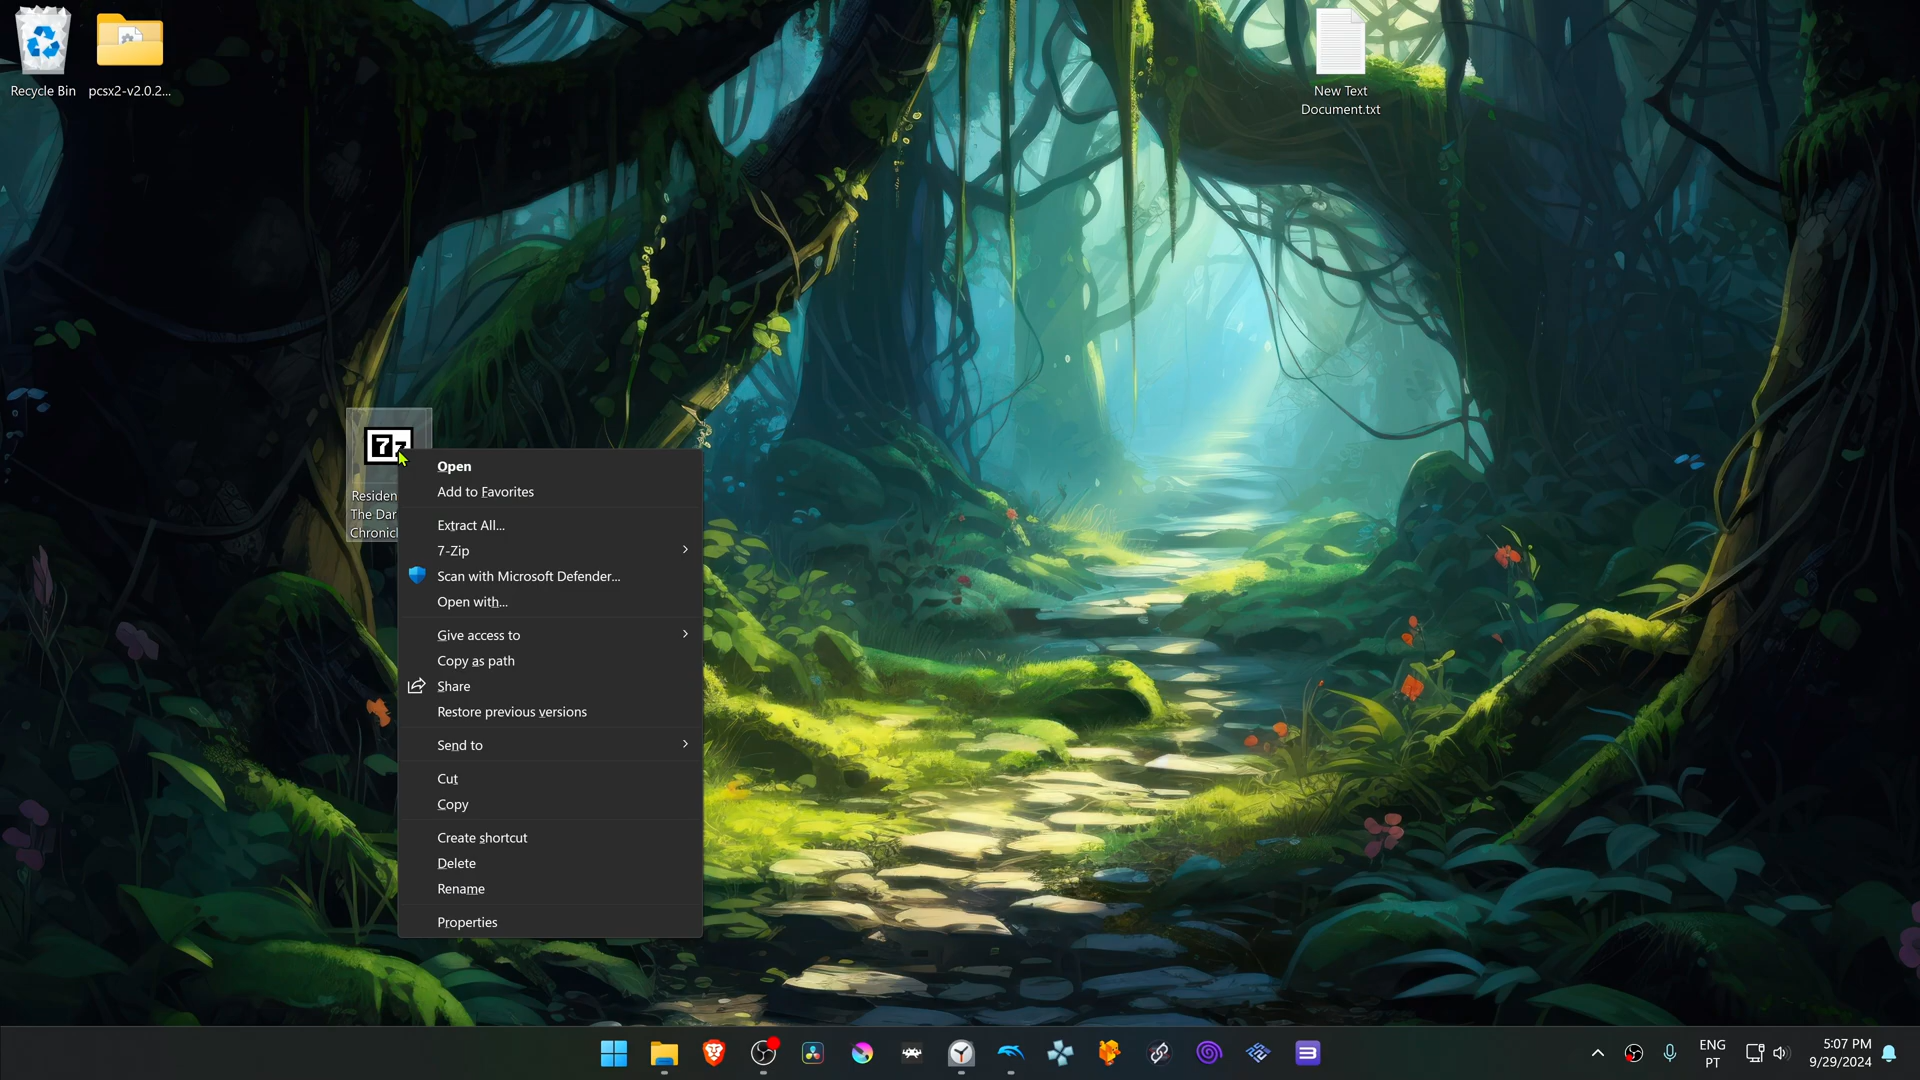 Recycle Bin
pcsx2-v2.0.2...
New Text
Document.txt
7z
Residen
The Dar
Chronicl
Open
Add to Favorites
Extract All...
7-Zip
Scan with Microsoft Defender...
Open with...
Give access to
Copy as path
Share
Restore previous versions
Send to
Cut
Copy
Create shortcut
Delete
Rename
Properties
ENG
PT
5:07 PM
9/29/2024